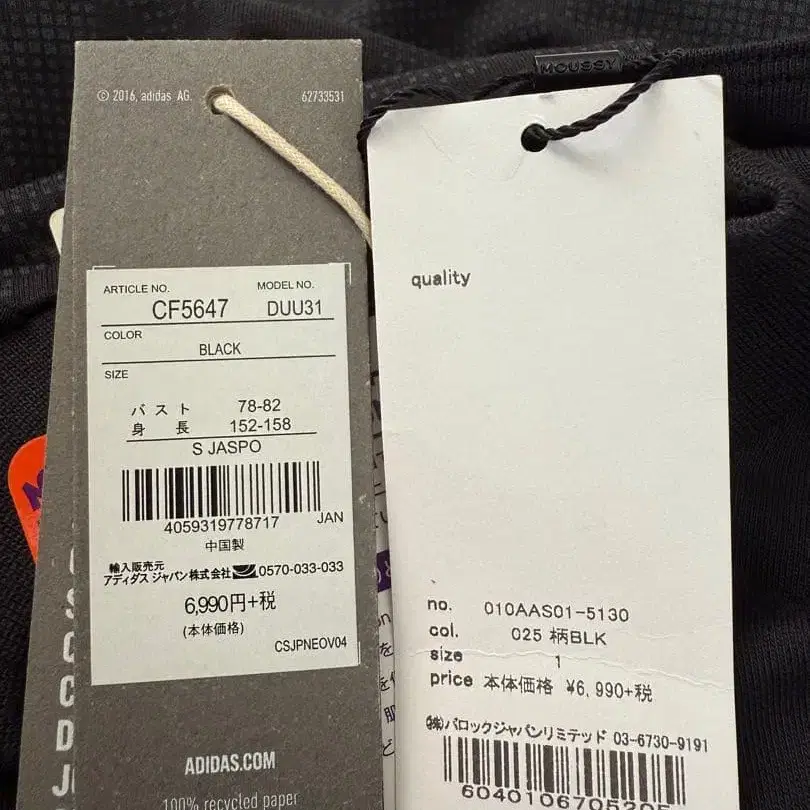 © 2016, adidas AG.
62733531
ARTICLE NO.
MODEL NO.
CF5647
DUU31
COLOR
BLACK
SIZE
バスト 78-82
身長 152-158
S JASPO
4059319778717
JAN
中国製
輸入販売元
アディダス ジャパン株式会社 0570-033-033
6,990円+税
(本体価格)
CSJPNEOV04
ADIDAS.COM
100% recycled paper
MOUSSY
quality
no. 010AAS01-5130
col. 025 柄BLK
size 1
price 本体価格 ¥6,990+税
㈱バロックジャパンリミテッド 03-6730-9191